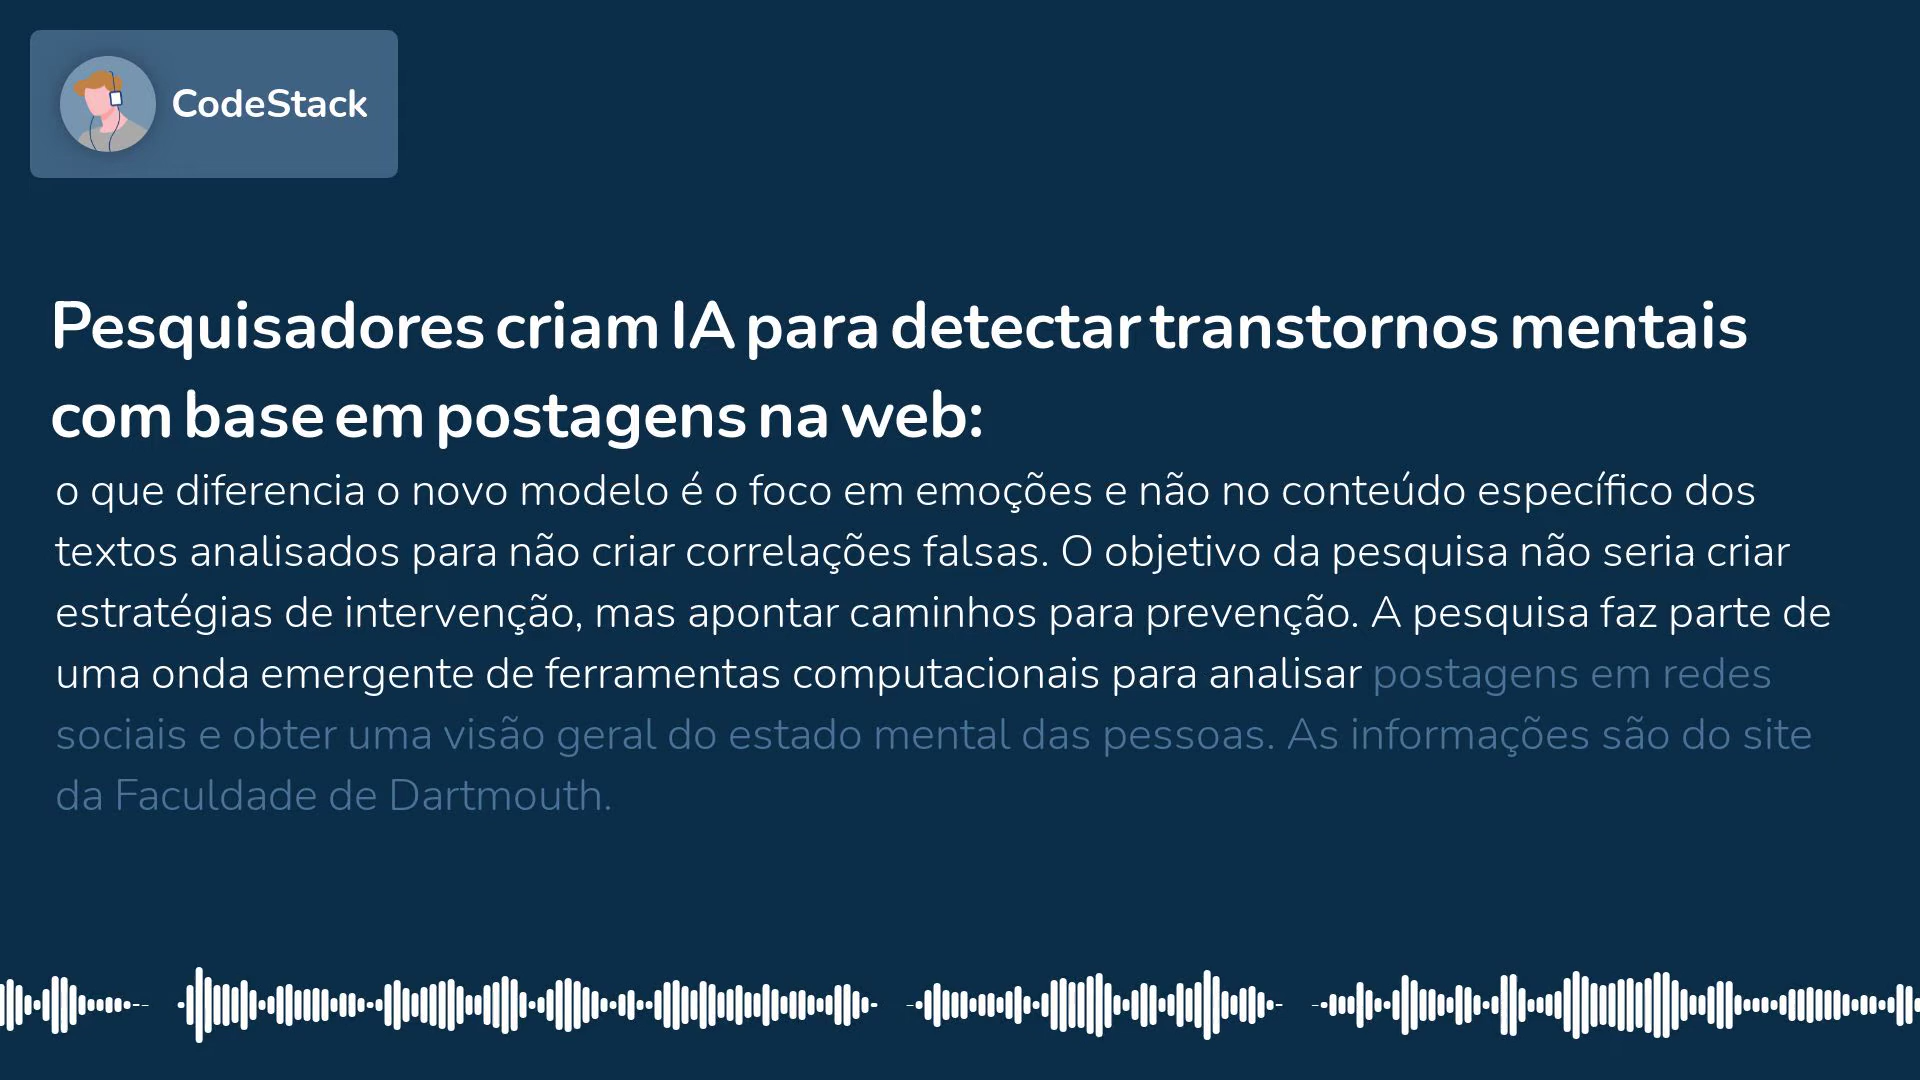 CodeStack
Pesquisadores criam IA para detectar transtornos mentais
com base em postagens na web:
o que diferencia o novo modelo é o foco em emoções e não no conteúdo específico dos
textos analisados para não criar correlações falsas. O objetivo da pesquisa não seria criar
estratégias de intervenção, mas apontar caminhos para prevenção. A pesquisa faz parte de
uma onda emergente de ferramentas computacionais para analisar postagens em redes
sociais e obter uma visão geral do estado mental das pessoas. As informações são do site
da Faculdade de Dartmouth.